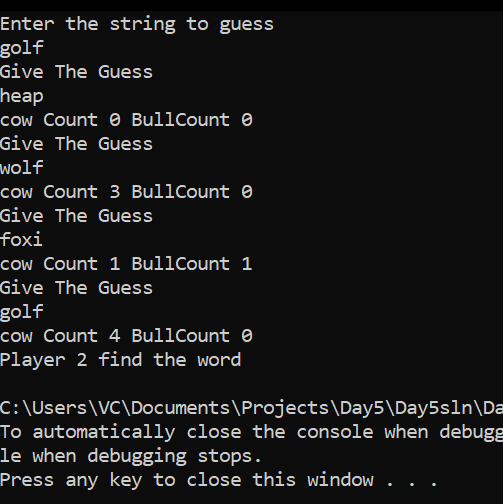 Enter the string to guess
golf
Give The Guess
heap
cow Count 0 BullCount 0
Give The Guess
wolf
cow Count 3 BullCount 0
Give The Guess
foxi
cow Count 1 BullCount 1
Give The Guess
golf
cow Count 4 BullCount 0
Player 2 find the word
C:\Users\VC\Documents\Projects\Day5\Day5sln\Da
To automatically close the console when debugg
le when debugging stops.
Press any key to close this window . . .